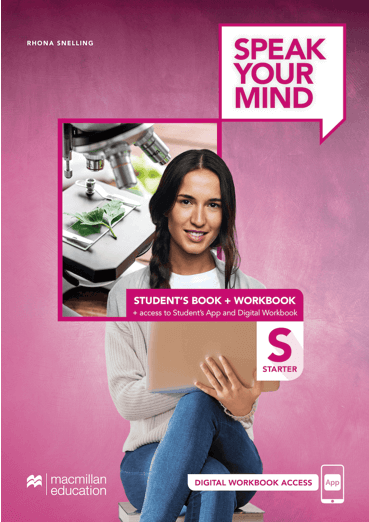 RHONA SNELLING
SPEAK
YOUR
MIND
STUDENT'S BOOK + WORKBOOK
+ access to Student's App and Digital Workbook
S
STARTER
macmillan
education
DIGITAL WORKBOOK ACCESS
App